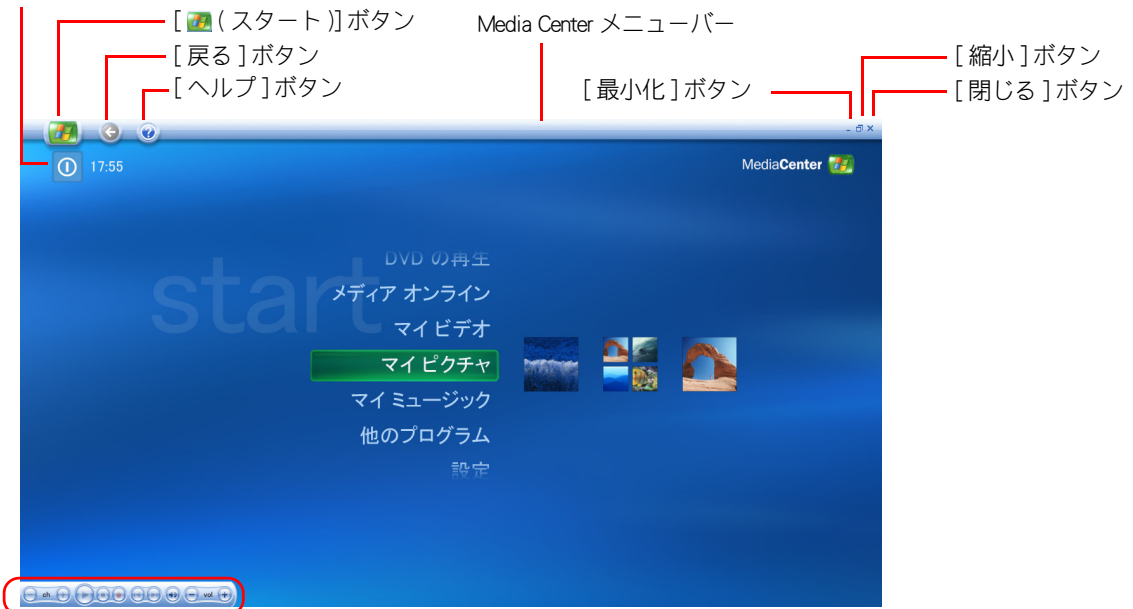 [ ( スタート )]ボタン
Media Center メニューバー
[ 戻る ]ボタン
[ 縮小 ]ボタン
[ ヘルプ ]ボタン
[ 最小化 ]ボタン
[ 閉じる ]ボタン
17:55
MediaCenter
start
DVD の再生
メディア オンライン
マイ ビデオ
マイ ピクチャ
マイ ミュージック
他のプログラム
設定
ch
vol